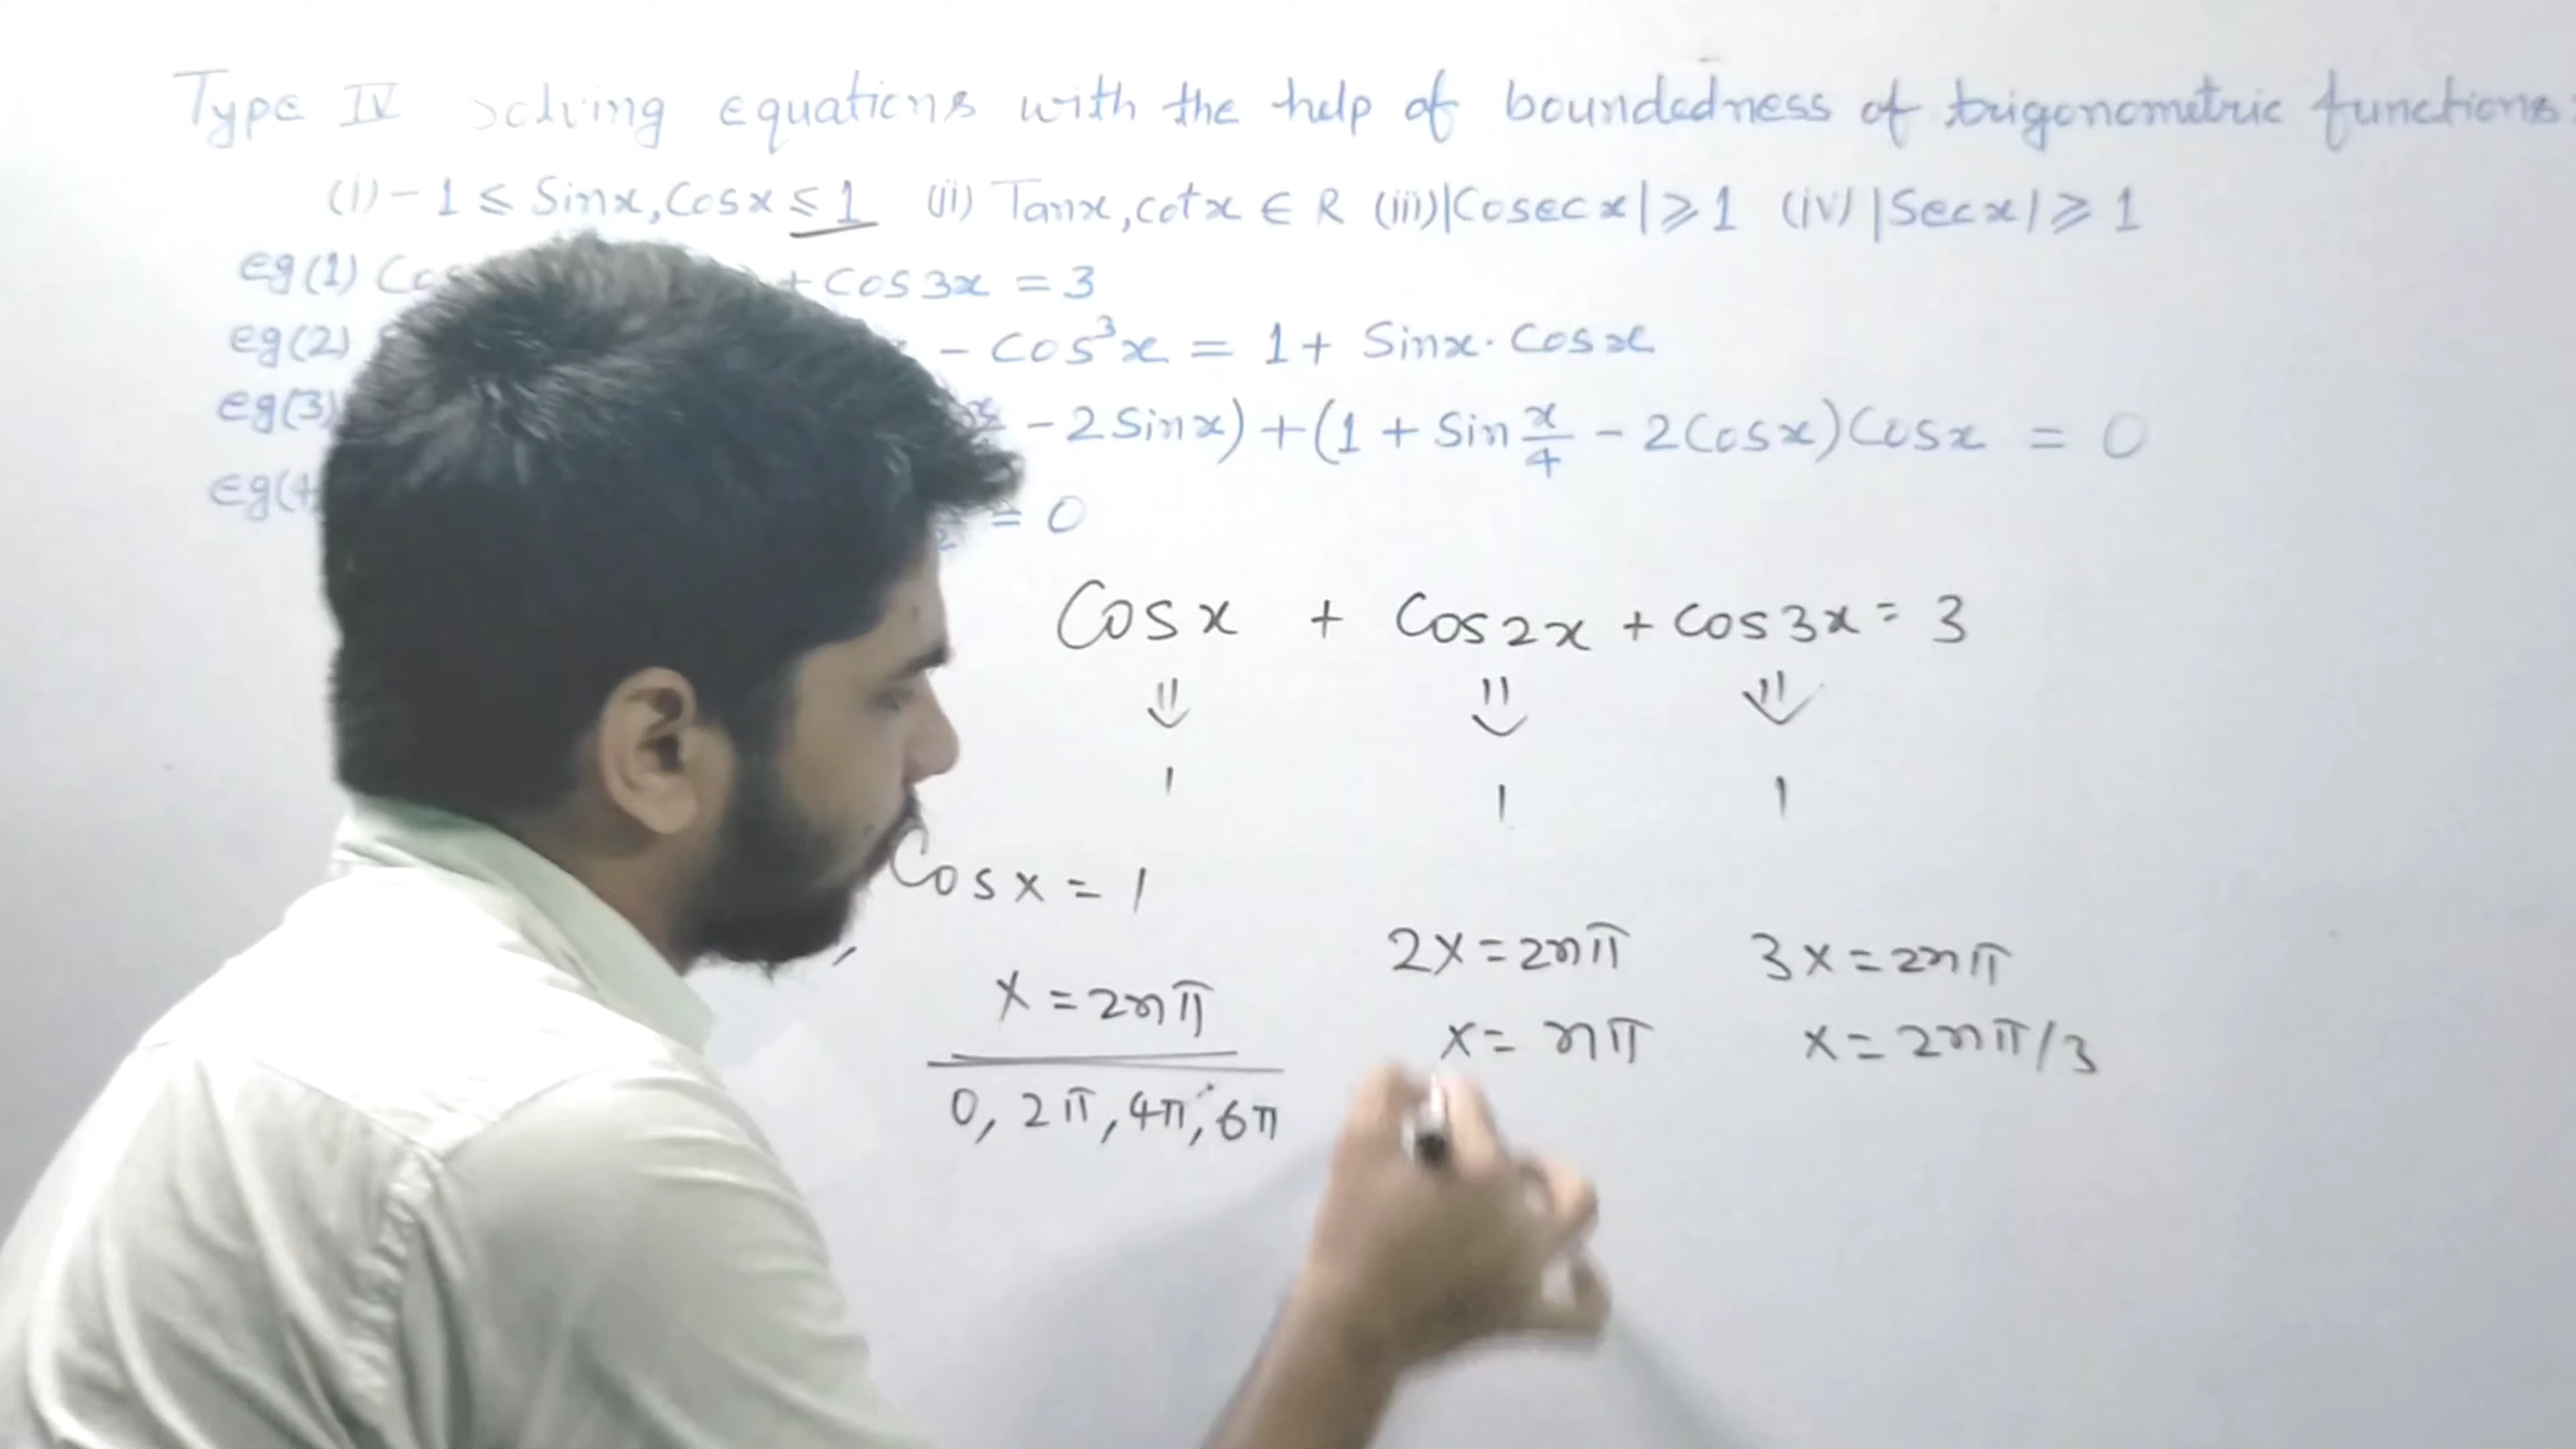 Type IV Solving equations with the help of boundedness of trigonometric functions:
(i) -1 ≤ Sinx, Cosx ≤ 1 (ii) Tanx, cotx ∈ R (iii) |Cosec x| ≥ 1 (iv) |Sec x| ≥ 1
eg(1) + Cos3x = 3
eg(2) - Cos³x = 1 + Sinx · Cosx
eg(3) - 2Sinx) + (1 + Sin x/4 - 2Cosx) Cosx = 0
eg(4 = 0
Cosx + Cos2x + Cos3x = 3
⇓ ⇓ ⇓
1 1 1
Cosx = 1
2x = 2nπ 3x = 2nπ
x = 2nπ x = nπ x = 2nπ/3
0, 2π, 4π, 6π